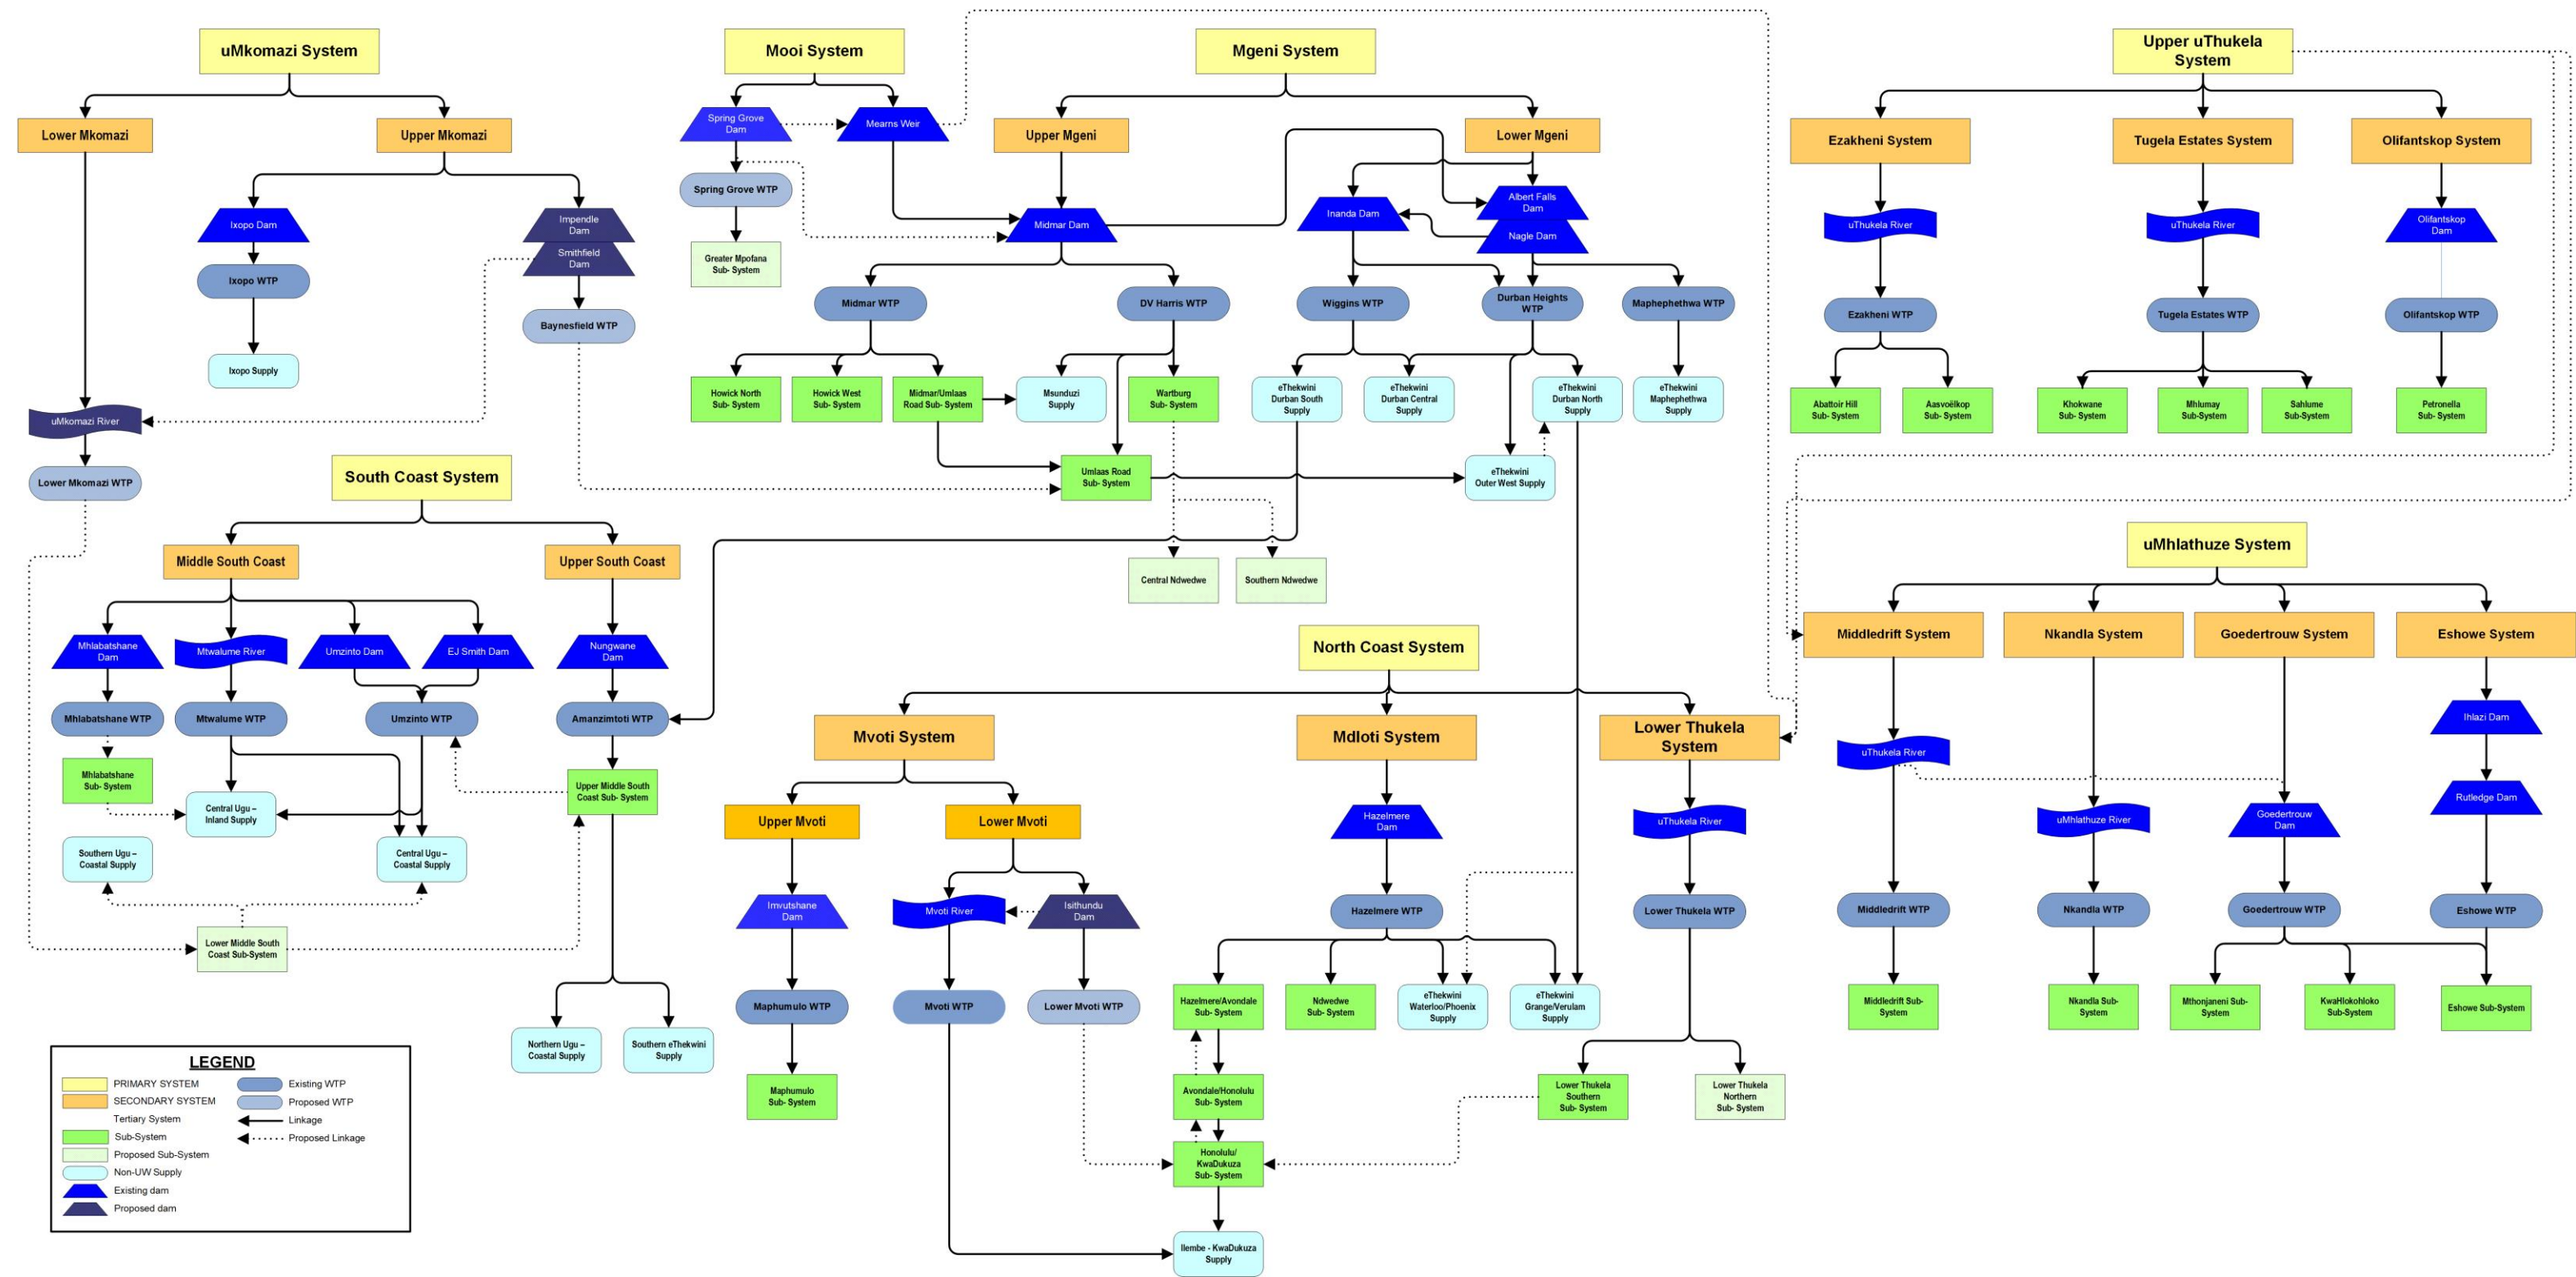 uMkomazi System
Lower Mkomazi
Upper Mkomazi
Ixopo Dam
Impendle
Dam
Smithfield
Dam
Ixopo WTP
Baynesfield WTP
Ixopo Supply
uMkomazi River
Lower Mkomazi WTP
Mooi System
Spring Grove
Dam
Mearns Weir
Spring Grove WTP
Greater Mpofana
Sub- System
Mgeni System
Upper Mgeni
Lower Mgeni
Midmar Dam
Inanda Dam
Albert Falls
Dam
Nagle Dam
Midmar WTP
DV Harris WTP
Wiggins WTP
Durban Heights
WTP
Maphephethwa WTP
Howick North
Sub- System
Howick West
Sub- System
Midmar/Umlaas
Road Sub- System
Msunduzi
Supply
Wartburg
Sub- System
eThekwini
Durban South
Supply
eThekwini
Durban Central
Supply
eThekwini
Durban North
Supply
eThekwini
Maphephethwa
Supply
Umlaas Road
Sub- System
eThekwini
Outer West Supply
Central Ndwedwe
Southern Ndwedwe
Upper uThukela
System
Ezakheni System
Tugela Estates System
Olifantskop System
uThukela River
uThukela River
Olifantskop
Dam
Ezakheni WTP
Tugela Estates WTP
Olifantskop WTP
Abattoir Hill
Sub- System
Aasvoëlkop
Sub- System
Khokwane
Sub- System
Mhlumay
Sub-System
Sahlume
Sub-System
Petronella
Sub- System
South Coast System
Middle South Coast
Upper South Coast
Mhlabatshane
Dam
Mtwalume River
Umzinto Dam
EJ Smith Dam
Nungwane
Dam
Mhlabatshane WTP
Mtwalume WTP
Umzinto WTP
Amanzimtoti WTP
Mhlabatshane
Sub- System
Central Ugu –
Inland Supply
Upper Middle South
Coast Sub- System
Southern Ugu –
Coastal Supply
Central Ugu –
Coastal Supply
Lower Middle South
Coast Sub-System
Northern Ugu –
Coastal Supply
Southern eThekwini
Supply
North Coast System
Mvoti System
Mdloti System
Lower Thukela
System
Upper Mvoti
Lower Mvoti
Hazelmere
Dam
uThukela River
Imvutshane
Dam
Mvoti River
Isithundu
Dam
Hazelmere WTP
Lower Thukela WTP
Maphumulo WTP
Mvoti WTP
Lower Mvoti WTP
Hazelmere/Avondale
Sub- System
Ndwedwe
Sub- System
eThekwini
Waterloo/Phoenix
Supply
eThekwini
Grange/Verulam
Supply
Maphumulo
Sub- System
Avondale/Honolulu
Sub- System
Lower Thukela
Southern
Sub- System
Lower Thukela
Northern
Sub- System
Honolulu/
KwaDukuza
Sub- System
Ilembe - KwaDukuza
Supply
uMhlathuze System
Middledrift System
Nkandla System
Goedertrouw System
Eshowe System
uThukela River
uMhlathuze River
Goedertrouw
Dam
Ihlazi Dam
Rutledge Dam
Middledrift WTP
Nkandla WTP
Goedertrouw WTP
Eshowe WTP
Middledrift Sub-
System
Nkandla Sub-
System
Mthonjaneni Sub-
System
KwaHlokohloko
Sub-System
Eshowe Sub-System
LEGEND
PRIMARY SYSTEM
SECONDARY SYSTEM
Tertiary System
Sub-System
Proposed Sub-System
Non-UW Supply
Existing dam
Proposed dam
Existing WTP
Proposed WTP
Linkage
Proposed Linkage